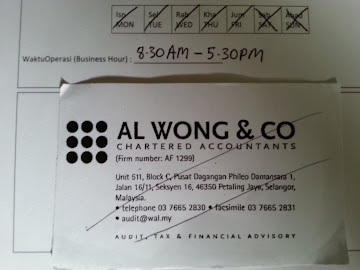 Isn Sel Rab Kha Jum Sab Ahad
MON TUE WED THU FRI SAT SUN
WaktuOperasi (Business Hour) : 8.30AM - 5.30PM
AL WONG & CO
CHARTERED ACCOUNTANTS
(Firm number: AF 1299)
Unit 511, Block C, Pusat Dagangan Phileo Damansara 1,
Jalan 16/11, Seksyen 16, 46350 Petaling Jaya, Selangor,
Malaysia.
• telephone 03 7665 2830 • facsimile 03 7665 2831
• audit@wal.my
AUDIT, TAX & FINANCIAL ADVISORY